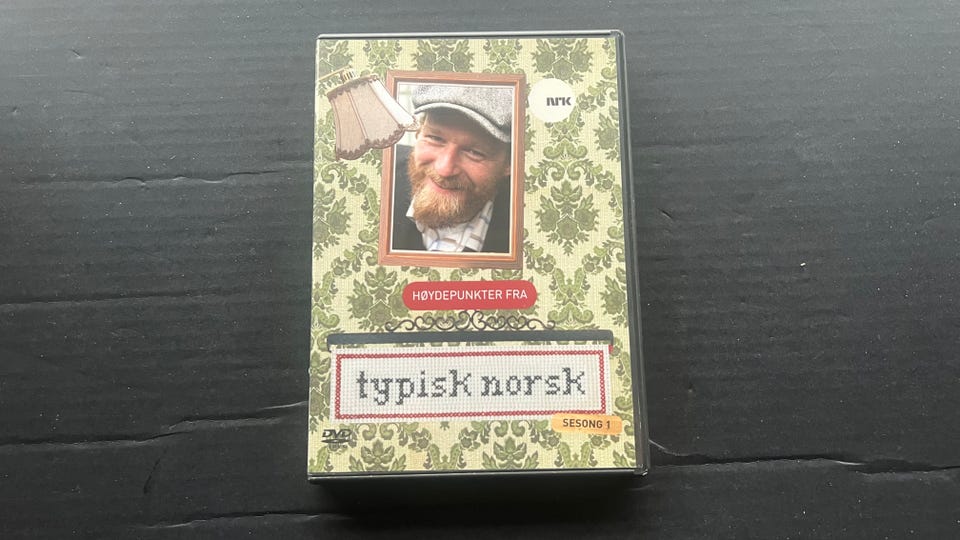 NRK
HØYDEPUNKTER FRA
typisk norsk
SESONG 1
DVD